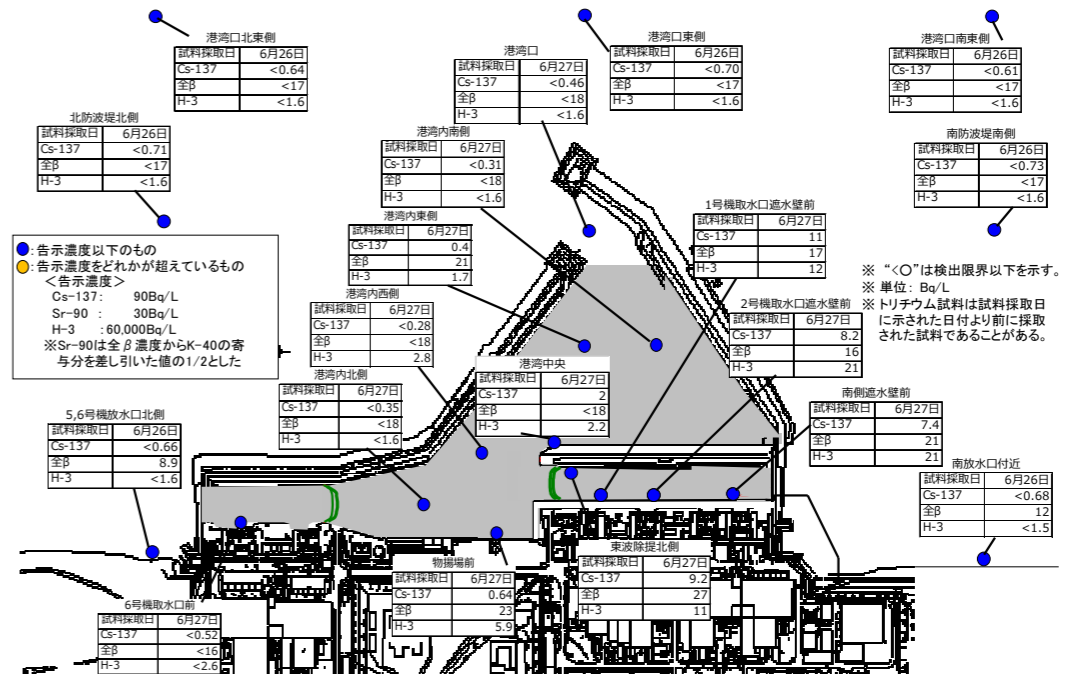 港湾口北東側
試料採取日 6月26日
Cs-137 <0.64
全β <17
H-3 <1.6
港湾口
試料採取日 6月27日
Cs-137 <0.46
全β <18
H-3 <1.6
港湾口東側
試料採取日 6月26日
Cs-137 <0.70
全β <17
H-3 <1.6
港湾口南東側
試料採取日 6月26日
Cs-137 <0.61
全β <17
H-3 <1.6
北防波堤北側
試料採取日 6月26日
Cs-137 <0.71
全β <17
H-3 <1.6
港湾内南側
試料採取日 6月27日
Cs-137 <0.31
全β <18
H-3 <1.6
南防波堤南側
試料採取日 6月26日
Cs-137 <0.73
全β <17
H-3 <1.6
港湾内東側
試料採取日 6月27日
Cs-137 0.4
全β 21
H-3 1.7
1号機取水口遮水壁前
試料採取日 6月27日
Cs-137 11
全β 17
H-3 12
:告示濃度以下のもの
:告示濃度をどれかが超えているもの
<告示濃度>
Cs-137: 90Bq/L
Sr-90 : 30Bq/L
H-3 :60,000Bq/L
※Sr-90は全β濃度からK-40の寄
与分を差し引いた値の1/2とした
※ “<○”は検出限界以下を示す。
※ 単位: Bq/L
※トリチウム試料は試料採取日
に示された日付より前に採取
された試料であることがある。
港湾内西側
試料採取日 6月27日
Cs-137 <0.28
全β <18
H-3 2.8
2号機取水口遮水壁前
試料採取日 6月27日
Cs-137 8.2
全β 16
H-3 21
港湾中央
試料採取日 6月27日
Cs-137 2
全β <18
H-3 2.2
港湾内北側
試料採取日 6月27日
Cs-137 <0.35
全β <18
H-3 <1.6
南側遮水壁前
試料採取日 6月27日
Cs-137 7.4
全β 21
H-3 21
5,6号機放水口北側
試料採取日 6月26日
Cs-137 <0.66
全β 8.9
H-3 <1.6
南放水口付近
試料採取日 6月26日
Cs-137 <0.68
全β 12
H-3 <1.5
東波除堤北側
試料採取日 6月27日
Cs-137 9.2
全β 27
H-3 11
物揚場前
試料採取日 6月27日
Cs-137 0.64
全β 23
H-3 5.9
6号機取水口前
試料採取日 6月27日
Cs-137 <0.52
全β <16
H-3 <2.6